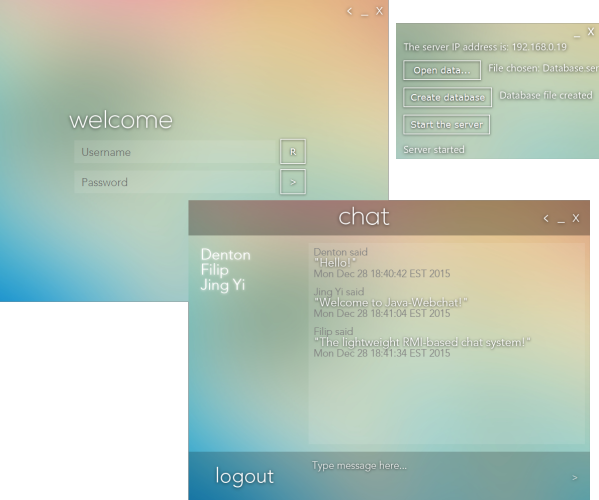 < _ X
welcome
Username
R
Password
>
_ X
The server IP address is: 192.168.0.19
Open data...
File chosen: Database.ser
Create database
Database file created
Start the server
Server started
chat
< _ X
Denton
Filip
Jing Yi
Denton said
"Hello!"
Mon Dec 28 18:40:42 EST 2015
Jing Yi said
"Welcome to Java-Webchat!"
Mon Dec 28 18:41:04 EST 2015
Filip said
"The lightweight RMI-based chat system!"
Mon Dec 28 18:41:34 EST 2015
logout
Type message here...
>